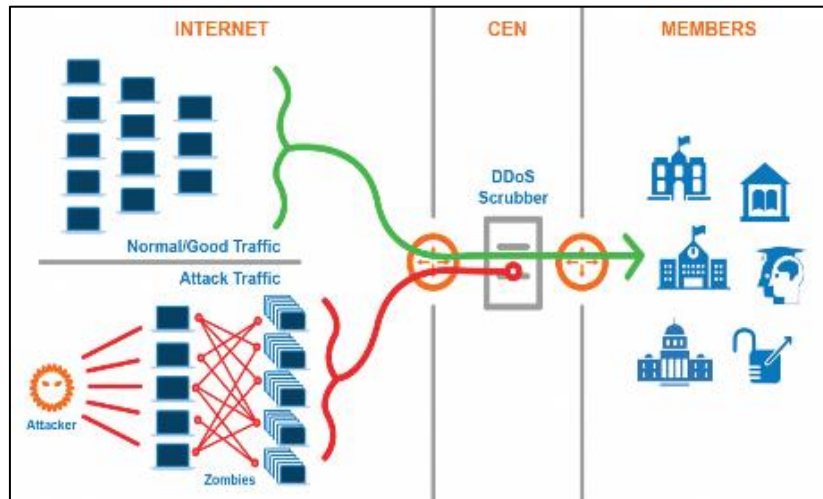 INTERNET
CEN
MEMBERS
DDoS
Scrubber
Normal/Good Traffic
Attack Traffic
Attacker
Zombies